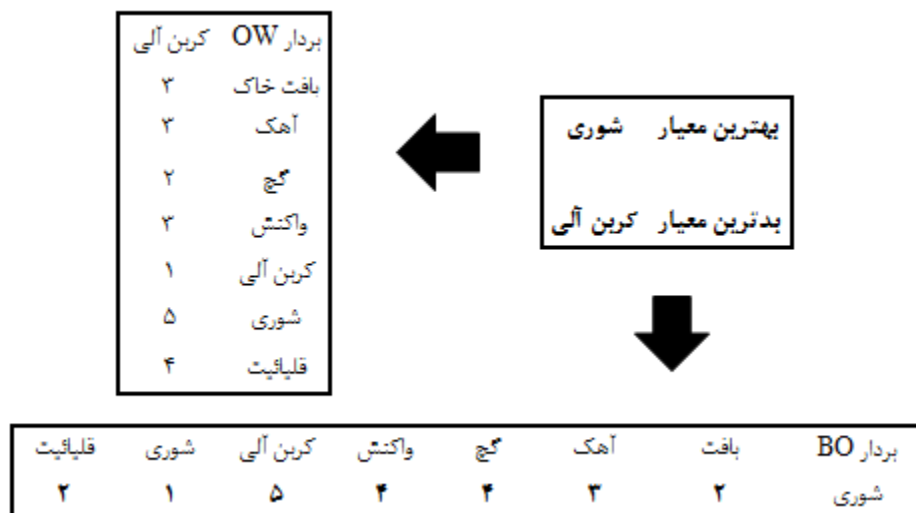 بردار OW کربن آلی
بافت خاک ۳
آهک ۳
گچ ۲
واکنش ۳
کربن آلی ۱
شوری ۵
قلیائیت ۴
بهترین معیار شوری
بدترین معیار کربن آلی
بردار BO بافت آهک گچ واکنش کربن آلی شوری قلیائیت
شوری ۲ ۳ ۴ ۴ ۵ ۱ ۲